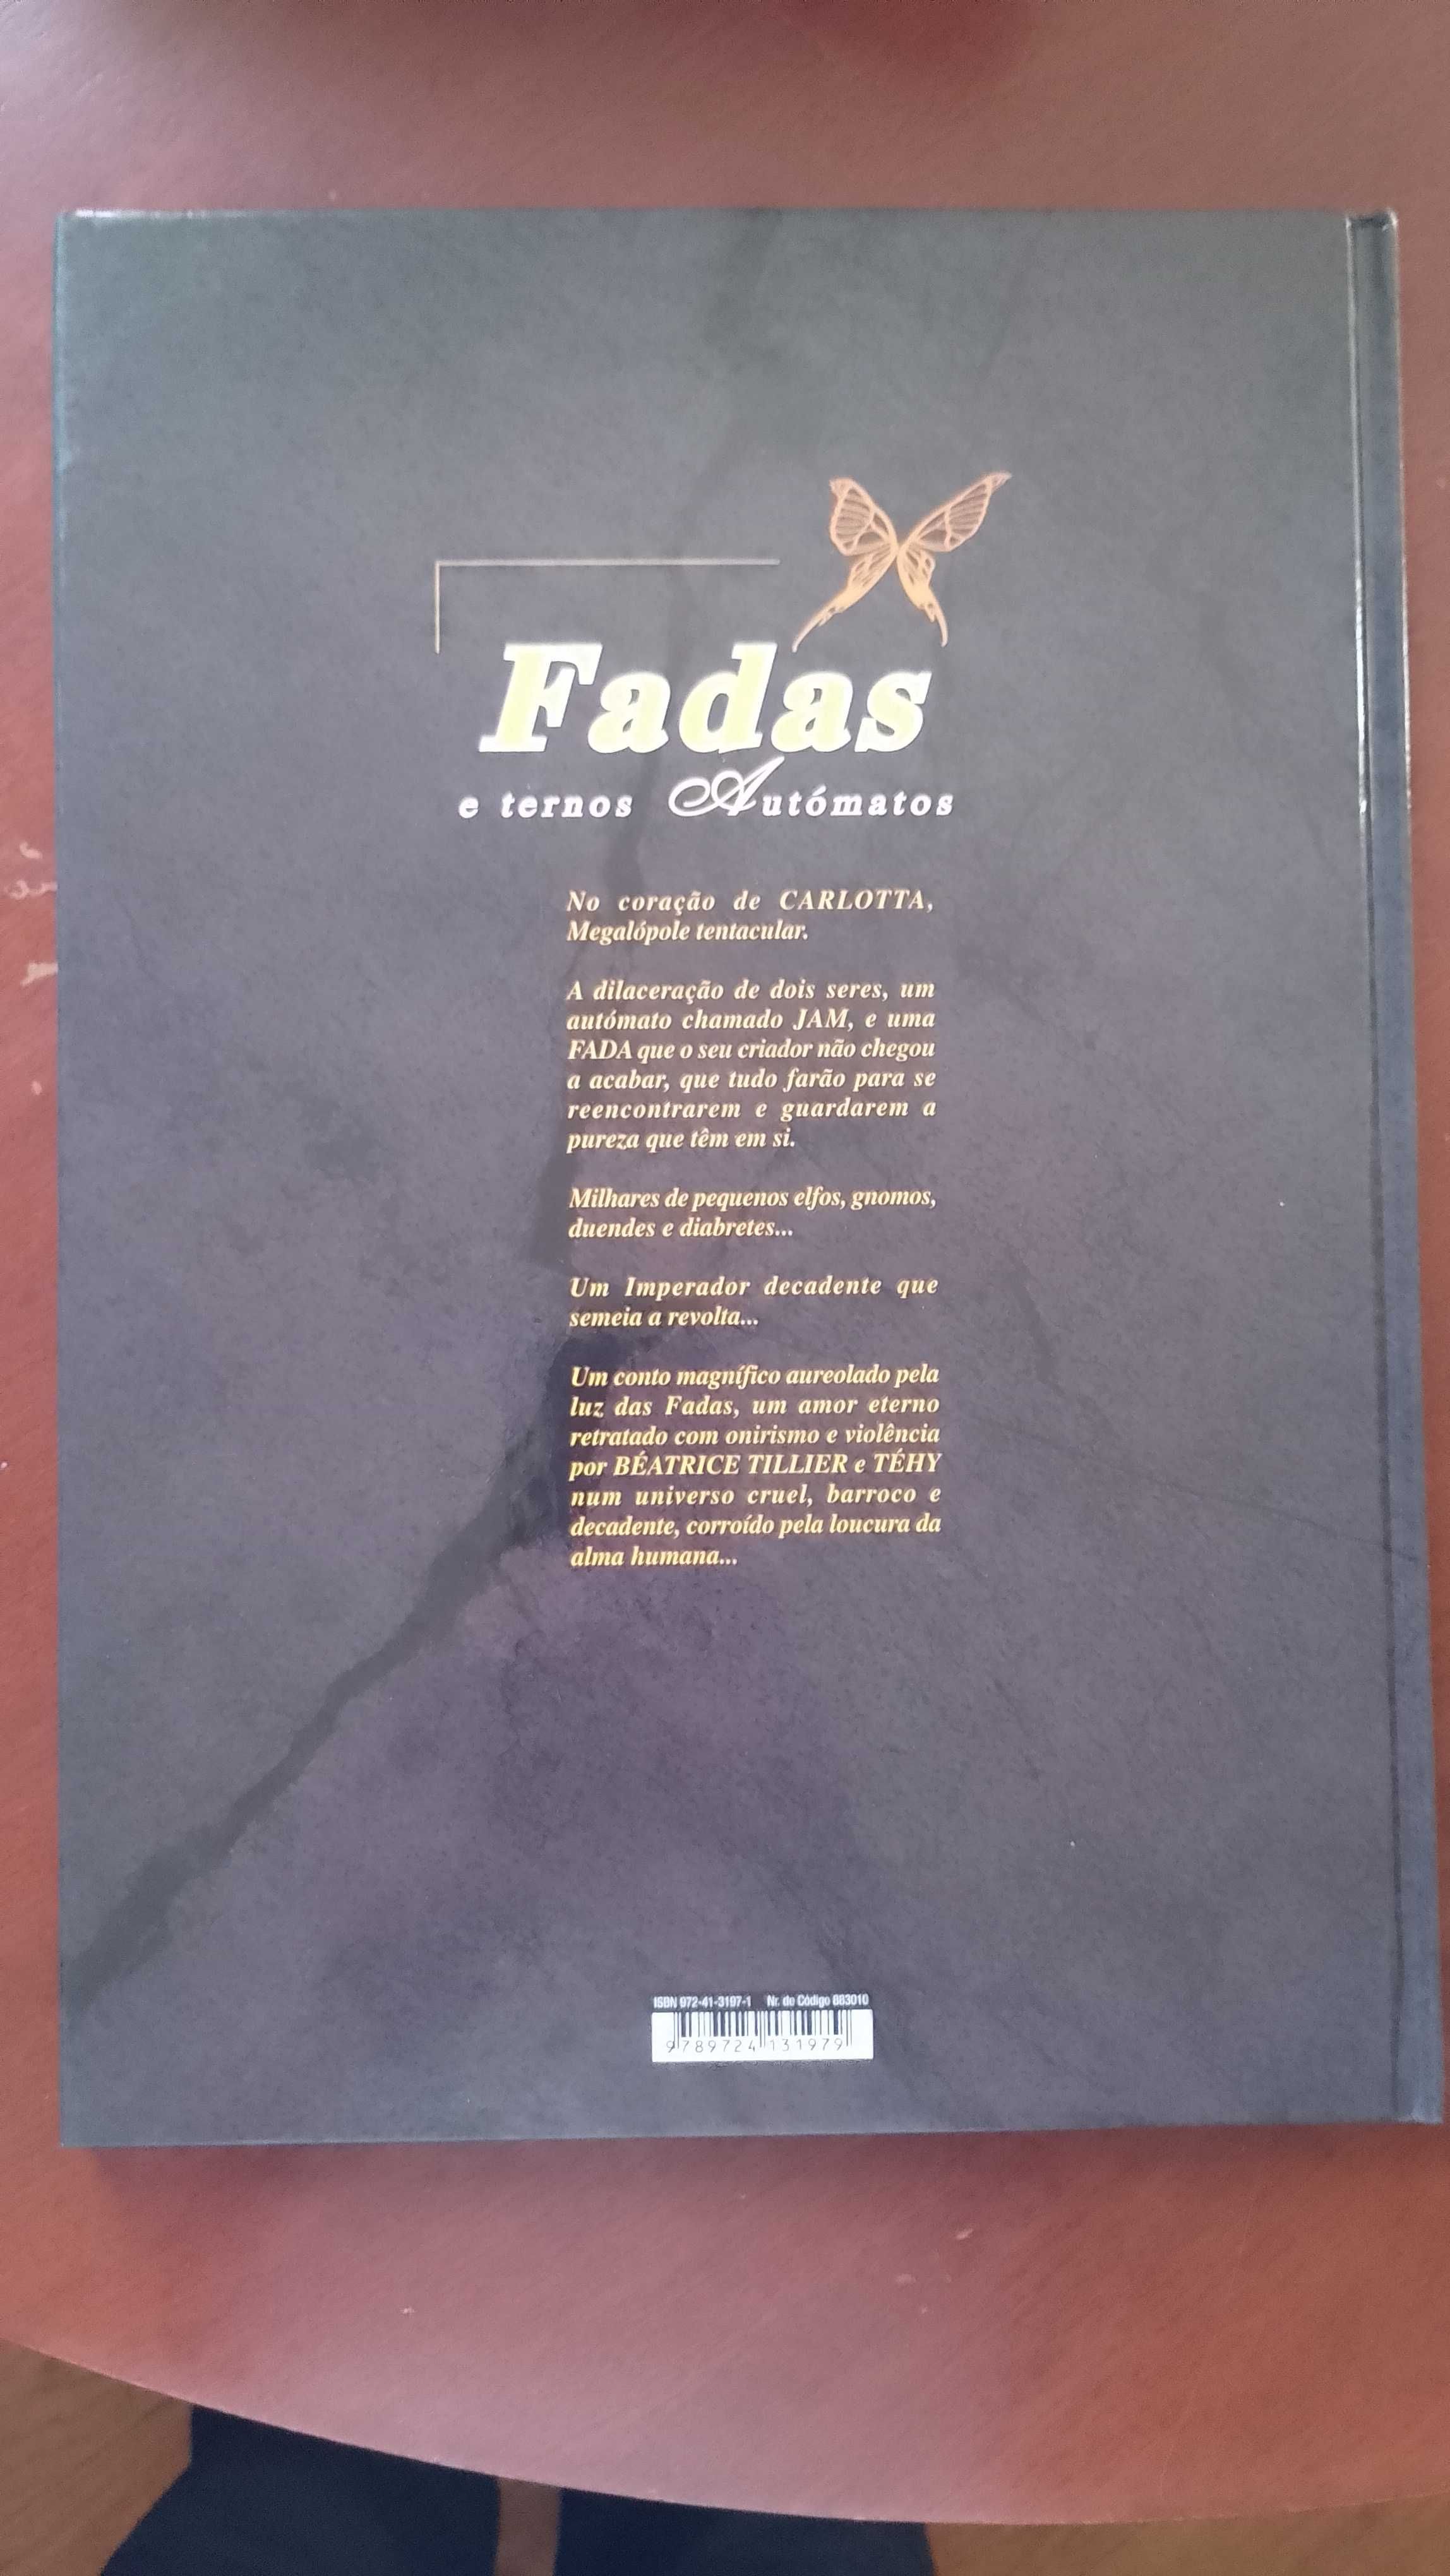 Fadas
e ternos Autómatos
No coração de CARLOTTA,
Megalópole tentacular.
A dilaceração de dois seres, um
autómato chamado JAM, e uma
FADA que o seu criador não chegou
a acabar, que tudo farão para se
reencontrarem e guardarem a
pureza que têm em si.
Milhares de pequenos elfos, gnomos,
duendes e diabretes...
Um Imperador decadente que
semeia a revolta...
Um conto magnífico aureolado pela
luz das Fadas, um amor eterno
retratado com onirismo e violência
por BÉATRICE TILLIER e TÉHY
num universo cruel, barroco e
decadente, corroído pela loucura da
alma humana...
ISBN 972-41-3197-1 Nr. de Código 883010
9 789724 131979